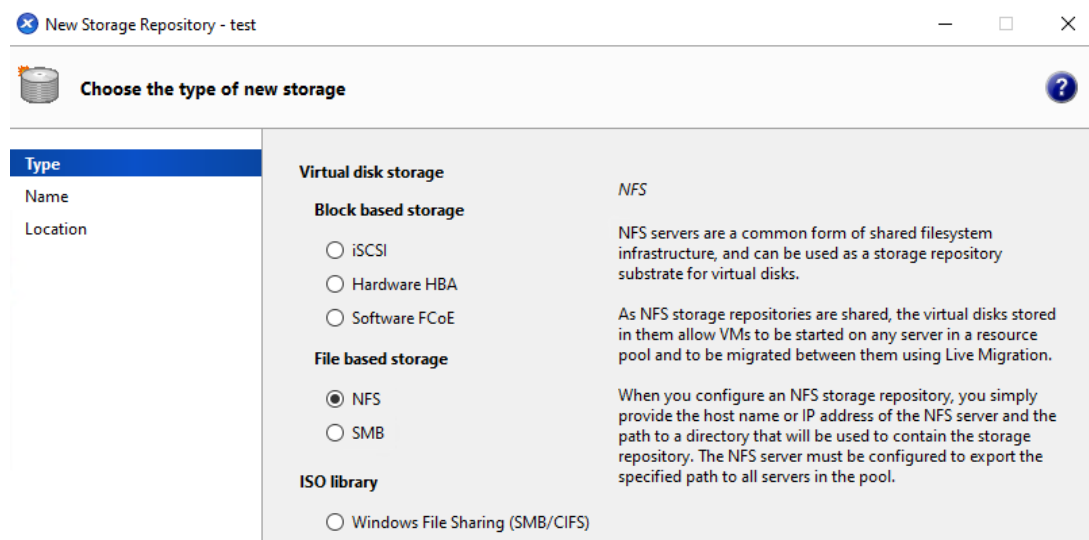 New Storage Repository - test
Choose the type of new storage
?
Type
Name
Location
Virtual disk storage
Block based storage
iSCSI
Hardware HBA
Software FCoE
File based storage
NFS
SMB
ISO library
Windows File Sharing (SMB/CIFS)
NFS
NFS servers are a common form of shared filesystem
infrastructure, and can be used as a storage repository
substrate for virtual disks.
As NFS storage repositories are shared, the virtual disks stored
in them allow VMs to be started on any server in a resource
pool and to be migrated between them using Live Migration.
When you configure an NFS storage repository, you simply
provide the host name or IP address of the NFS server and the
path to a directory that will be used to contain the storage
repository. The NFS server must be configured to export the
specified path to all servers in the pool.